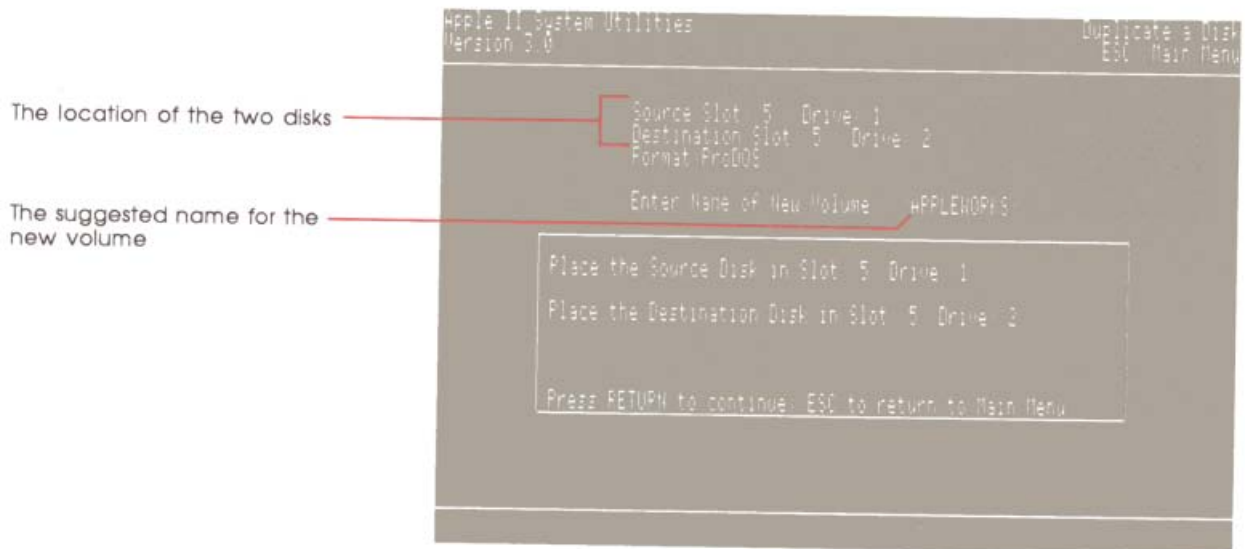 Apple II System Utilities
Version 3.0
Duplicate a Disk
ESC: Main Menu
The location of the two disks
Source Slot: 5 Drive: 1
Destination Slot: 5 Drive: 2
Format: ProDOS
The suggested name for the
new volume
Enter Name of New Volume: APPLEWORKS
Place the Source Disk in Slot: 5 Drive: 1
Place the Destination Disk in Slot: 5 Drive: 2
Press RETURN to continue; ESC to return to Main Menu